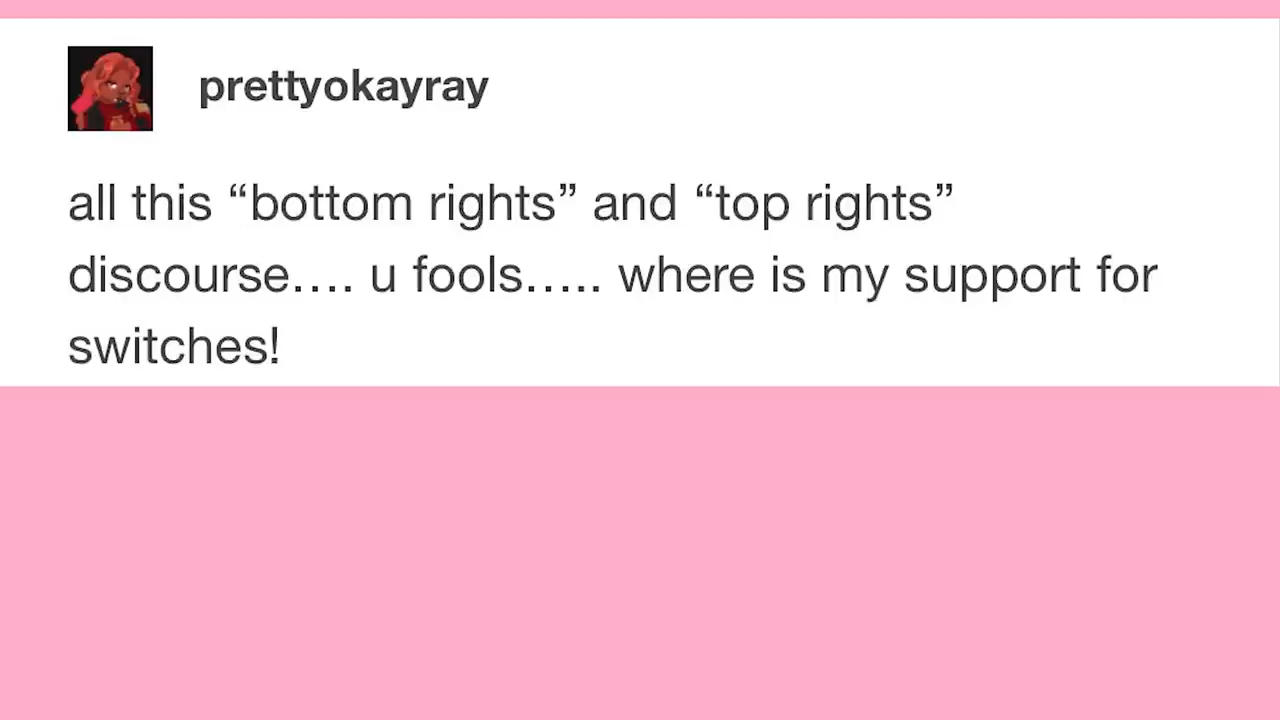 prettyokayray
all this “bottom rights” and “top rights”
discourse.... u fools..... where is my support for
switches!